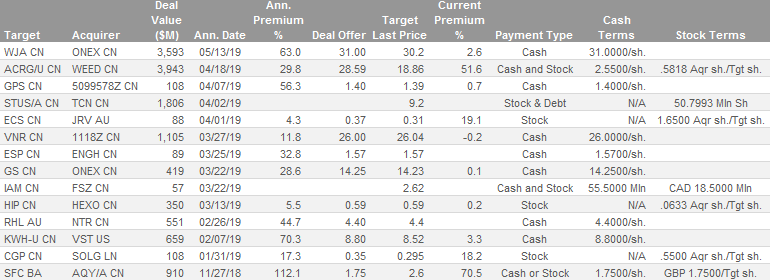 Deal Ann. Target Current
Value Premium Last Price Premium Cash
Target Acquirer ($M) Ann. Date % Deal Offer % Payment Type Terms Stock Terms
WJA CN ONEX CN 3,593 05/13/19 63.0 31.00 30.2 2.6 Cash 31.0000/sh.
ACRG/U CN WEED CN 3,943 04/18/19 29.8 28.59 18.86 51.6 Cash and Stock 2.5500/sh. .5818 Aqr sh./Tgt sh.
GPS CN 5099578Z CN 108 04/07/19 56.3 1.40 1.39 0.7 Cash 1.4000/sh.
STUS/A CN TCN CN 1,806 04/02/19 9.2 Stock & Debt N/A 50.7993 Mln Sh
ECS CN JRV AU 88 04/01/19 4.3 0.37 0.31 19.1 Stock N/A 1.6500 Aqr sh./Tgt sh.
VNR CN 1118Z CN 1,105 03/27/19 11.8 26.00 26.04 -0.2 Cash 26.0000/sh.
ESP CN ENGH CN 89 03/25/19 32.8 1.57 1.57 Cash 1.5700/sh.
GS CN ONEX CN 419 03/22/19 28.6 14.25 14.23 0.1 Cash 14.2500/sh.
IAM CN FSZ CN 57 03/22/19 2.62 Cash and Stock 55.5000 Mln CAD 18.5000 Mln
HIP CN HEXO CN 350 03/13/19 5.5 0.59 0.59 0.2 Stock N/A .0633 Aqr sh./Tgt sh.
RHL AU NTR CN 551 02/26/19 44.7 4.40 4.4 Cash 4.4000/sh.
KWH-U CN VST US 659 02/07/19 70.3 8.80 8.52 3.3 Cash 8.8000/sh.
CGP CN SOLG LN 108 01/31/19 17.3 0.35 0.295 18.2 Stock N/A .5500 Aqr sh./Tgt sh.
SFC BA AQY/A CN 910 11/27/18 112.1 1.75 2.6 70.5 Cash or Stock 1.7500/sh. GBP 1.7500/Tgt sh.